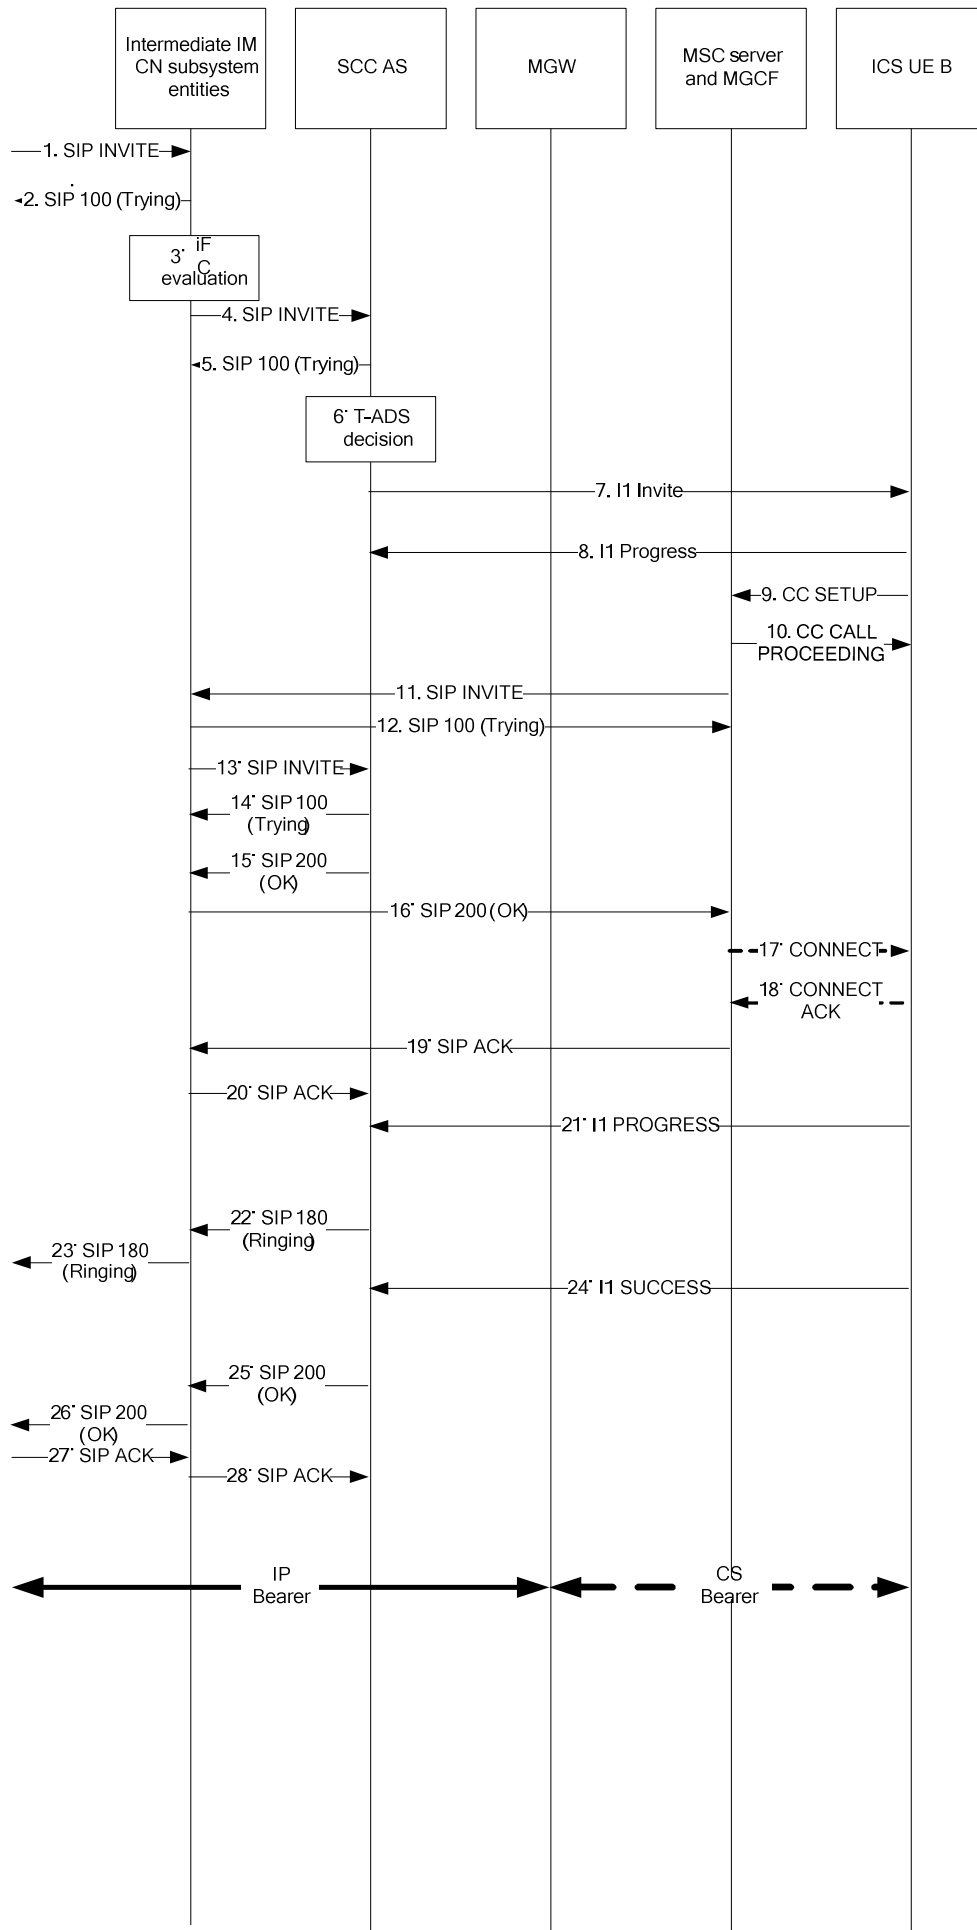 Intermediate IM
CN subsystem
entities
SCC AS
MGW
MSC server
and MGCF
ICS UE B
1. SIP INVITE
2. SIP 100 (Trying)
3. iF
C
evaluation
4. SIP INVITE
5. SIP 100 (Trying)
6. T-ADS
decision
7. I1 Invite
8. I1 Progress
9. CC SETUP
10. CC CALL
PROCEEDING
11. SIP INVITE
12. SIP 100 (Trying)
13. SIP INVITE
14. SIP 100
(Trying)
15. SIP 200
(OK)
16. SIP 200 (OK)
17. CONNECT
18. CONNECT
ACK
19. SIP ACK
20. SIP ACK
21. I1 PROGRESS
22. SIP 180
(Ringing)
23. SIP 180
(Ringing)
24. I1 SUCCESS
25. SIP 200
(OK)
26. SIP 200
(OK)
27. SIP ACK
28. SIP ACK
IP
Bearer
CS
Bearer